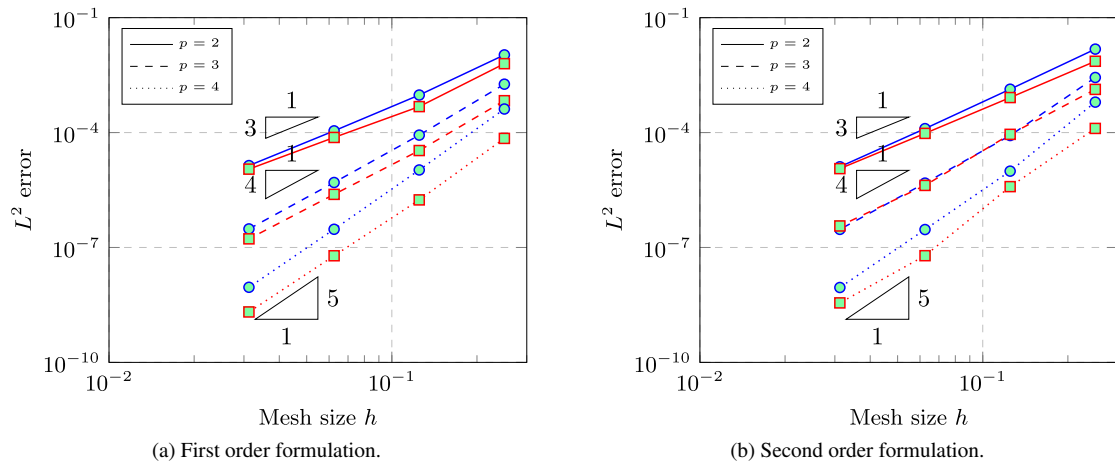 10⁻¹
10⁻⁴
10⁻⁷
10⁻¹⁰
10⁻²
10⁻¹
L² error
Mesh size h
p = 2
p = 3
p = 4
1
3
1
4
5
1
(a) First order formulation.
10⁻¹
10⁻⁴
10⁻⁷
10⁻¹⁰
10⁻²
10⁻¹
L² error
Mesh size h
p = 2
p = 3
p = 4
1
3
1
4
5
1
(b) Second order formulation.